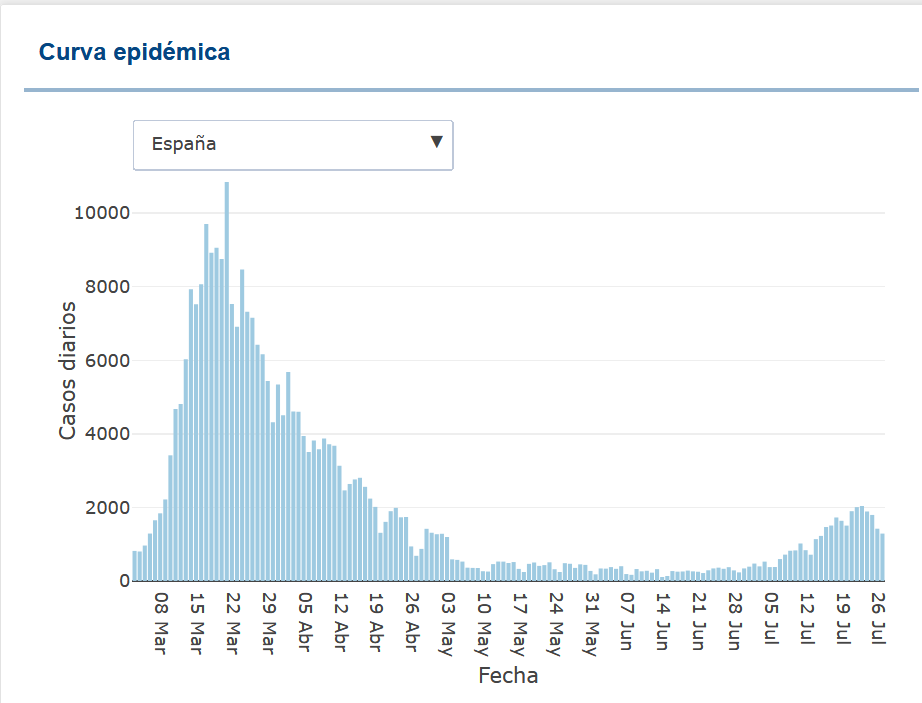 Curva epidémica
España
10000
8000
6000
4000
2000
0
Casos diarios
08 Mar
15 Mar
22 Mar
29 Mar
05 Abr
12 Abr
19 Abr
26 Abr
03 May
10 May
17 May
24 May
31 May
07 Jun
14 Jun
21 Jun
28 Jun
05 Jul
12 Jul
19 Jul
26 Jul
Fecha